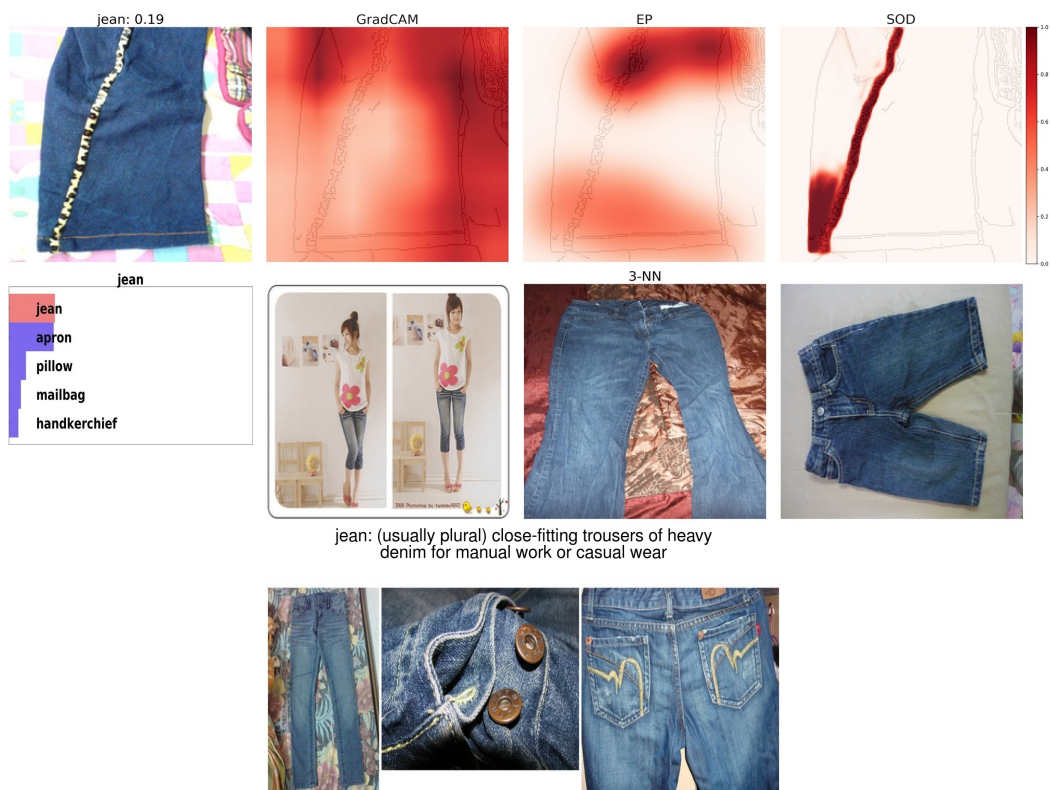 jean: 0.19
GradCAM
EP
SOD
1.0
0.8
0.6
0.4
0.2
0.0
jean
jean
apron
pillow
mailbag
handkerchief
3-NN
jean: (usually plural) close-fitting trousers of heavy
denim for manual work or casual wear